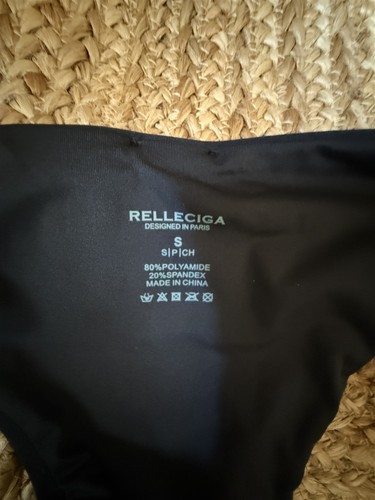 RELLECIGA
DESIGNED IN PARIS
S
S|P|CH
80%POLYAMIDE
20%SPANDEX
MADE IN CHINA